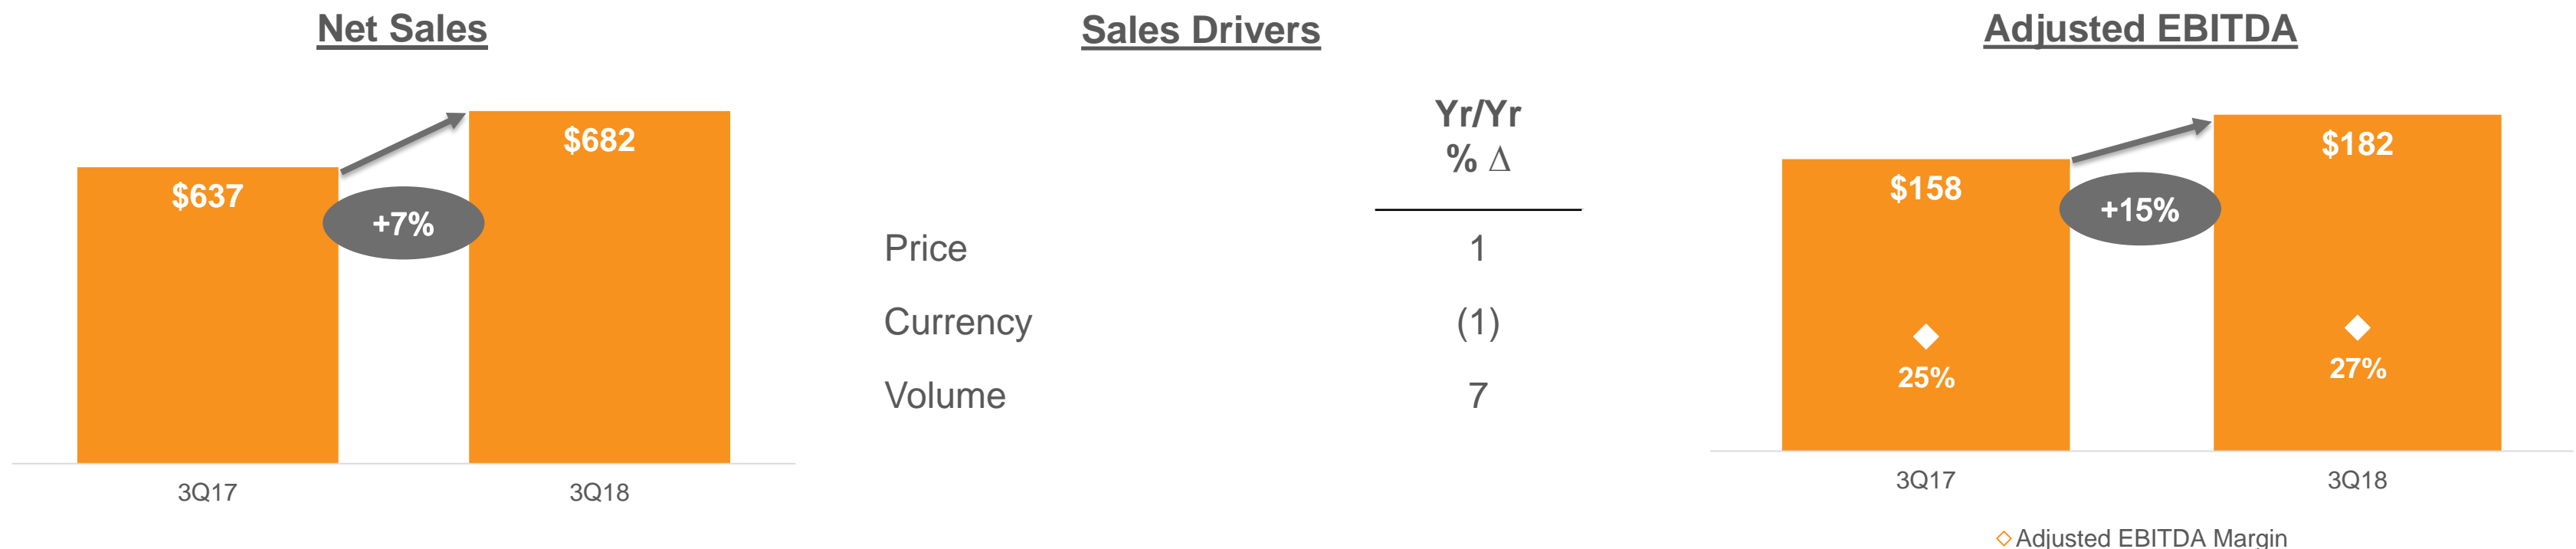 Net Sales
$637
$682
+7%
3Q17
3Q18
Sales Drivers
Yr/Yr
% Δ
Price 1
Currency (1)
Volume 7
Adjusted EBITDA
$158
$182
+15%
25%
27%
3Q17
3Q18
Adjusted EBITDA Margin